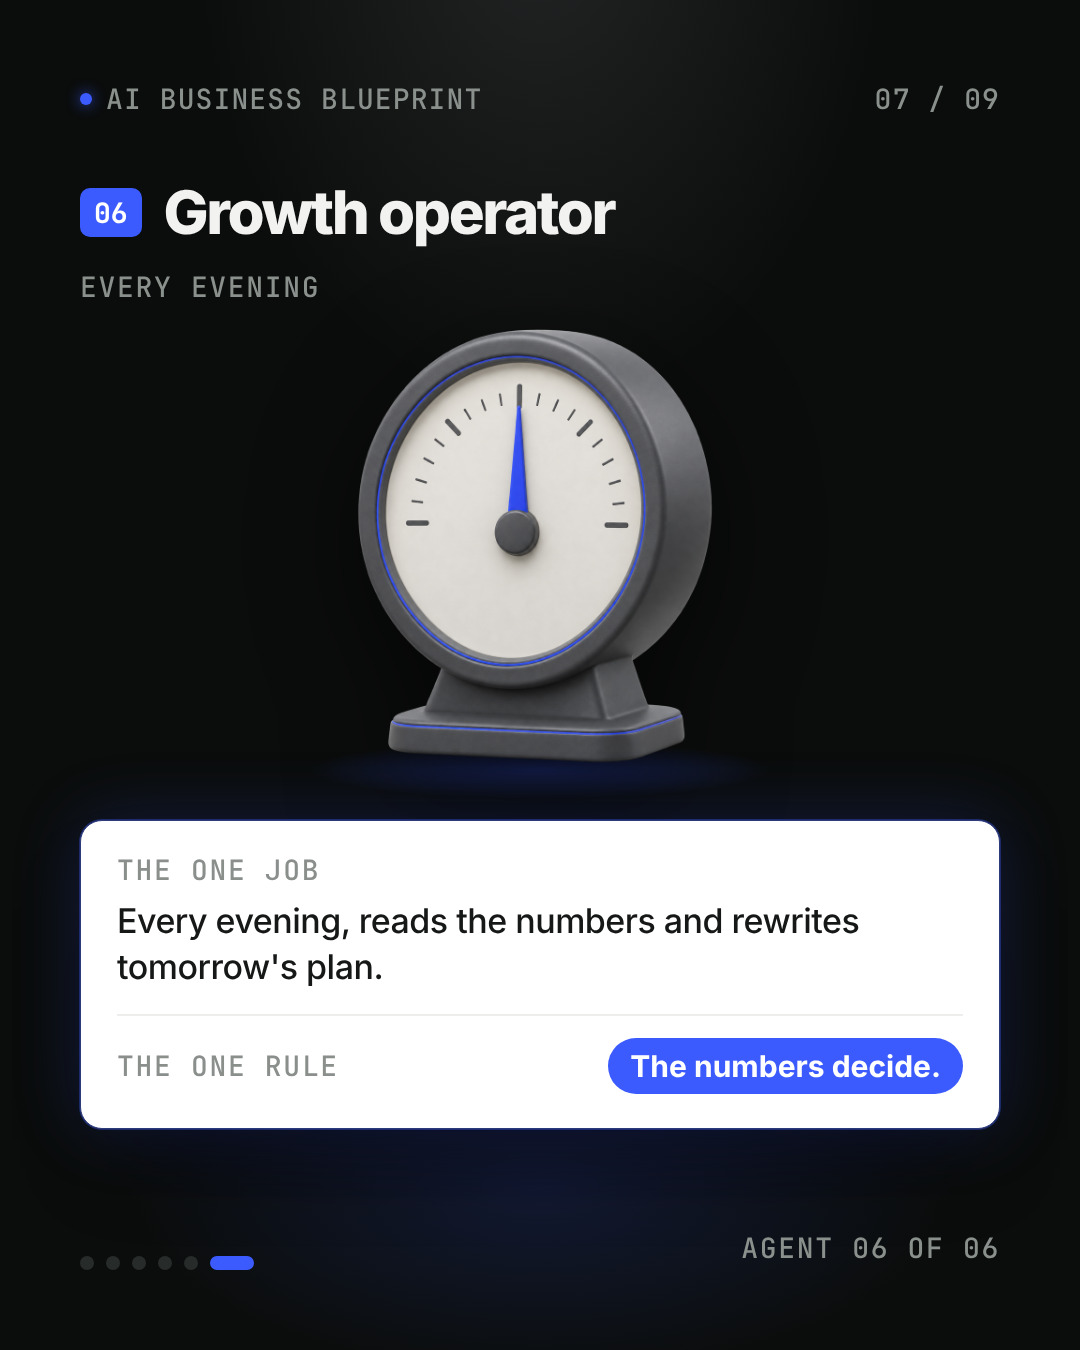 AI BUSINESS BLUEPRINT
07 / 09
06 Growth operator
EVERY EVENING
THE ONE JOB
Every evening, reads the numbers and rewrites
tomorrow's plan.
THE ONE RULE
The numbers decide.
AGENT 06 OF 06